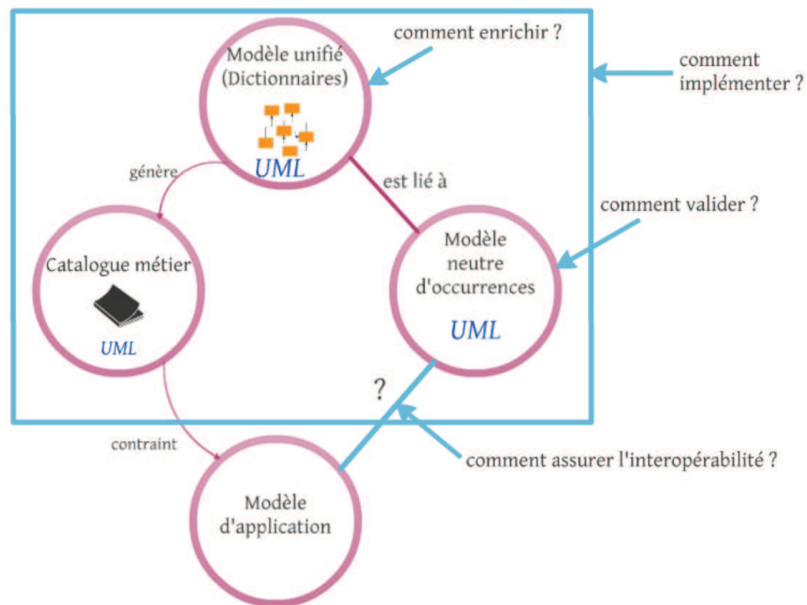 Modèle unifié
(Dictionnaires)
UML
comment enrichir ?
comment
implémenter ?
génère
est lié à
comment valider ?
Catalogue métier
UML
Modèle
neutre
d'occurrences
UML
?
contraint
comment assurer l'interopérabilité ?
Modèle
d'application